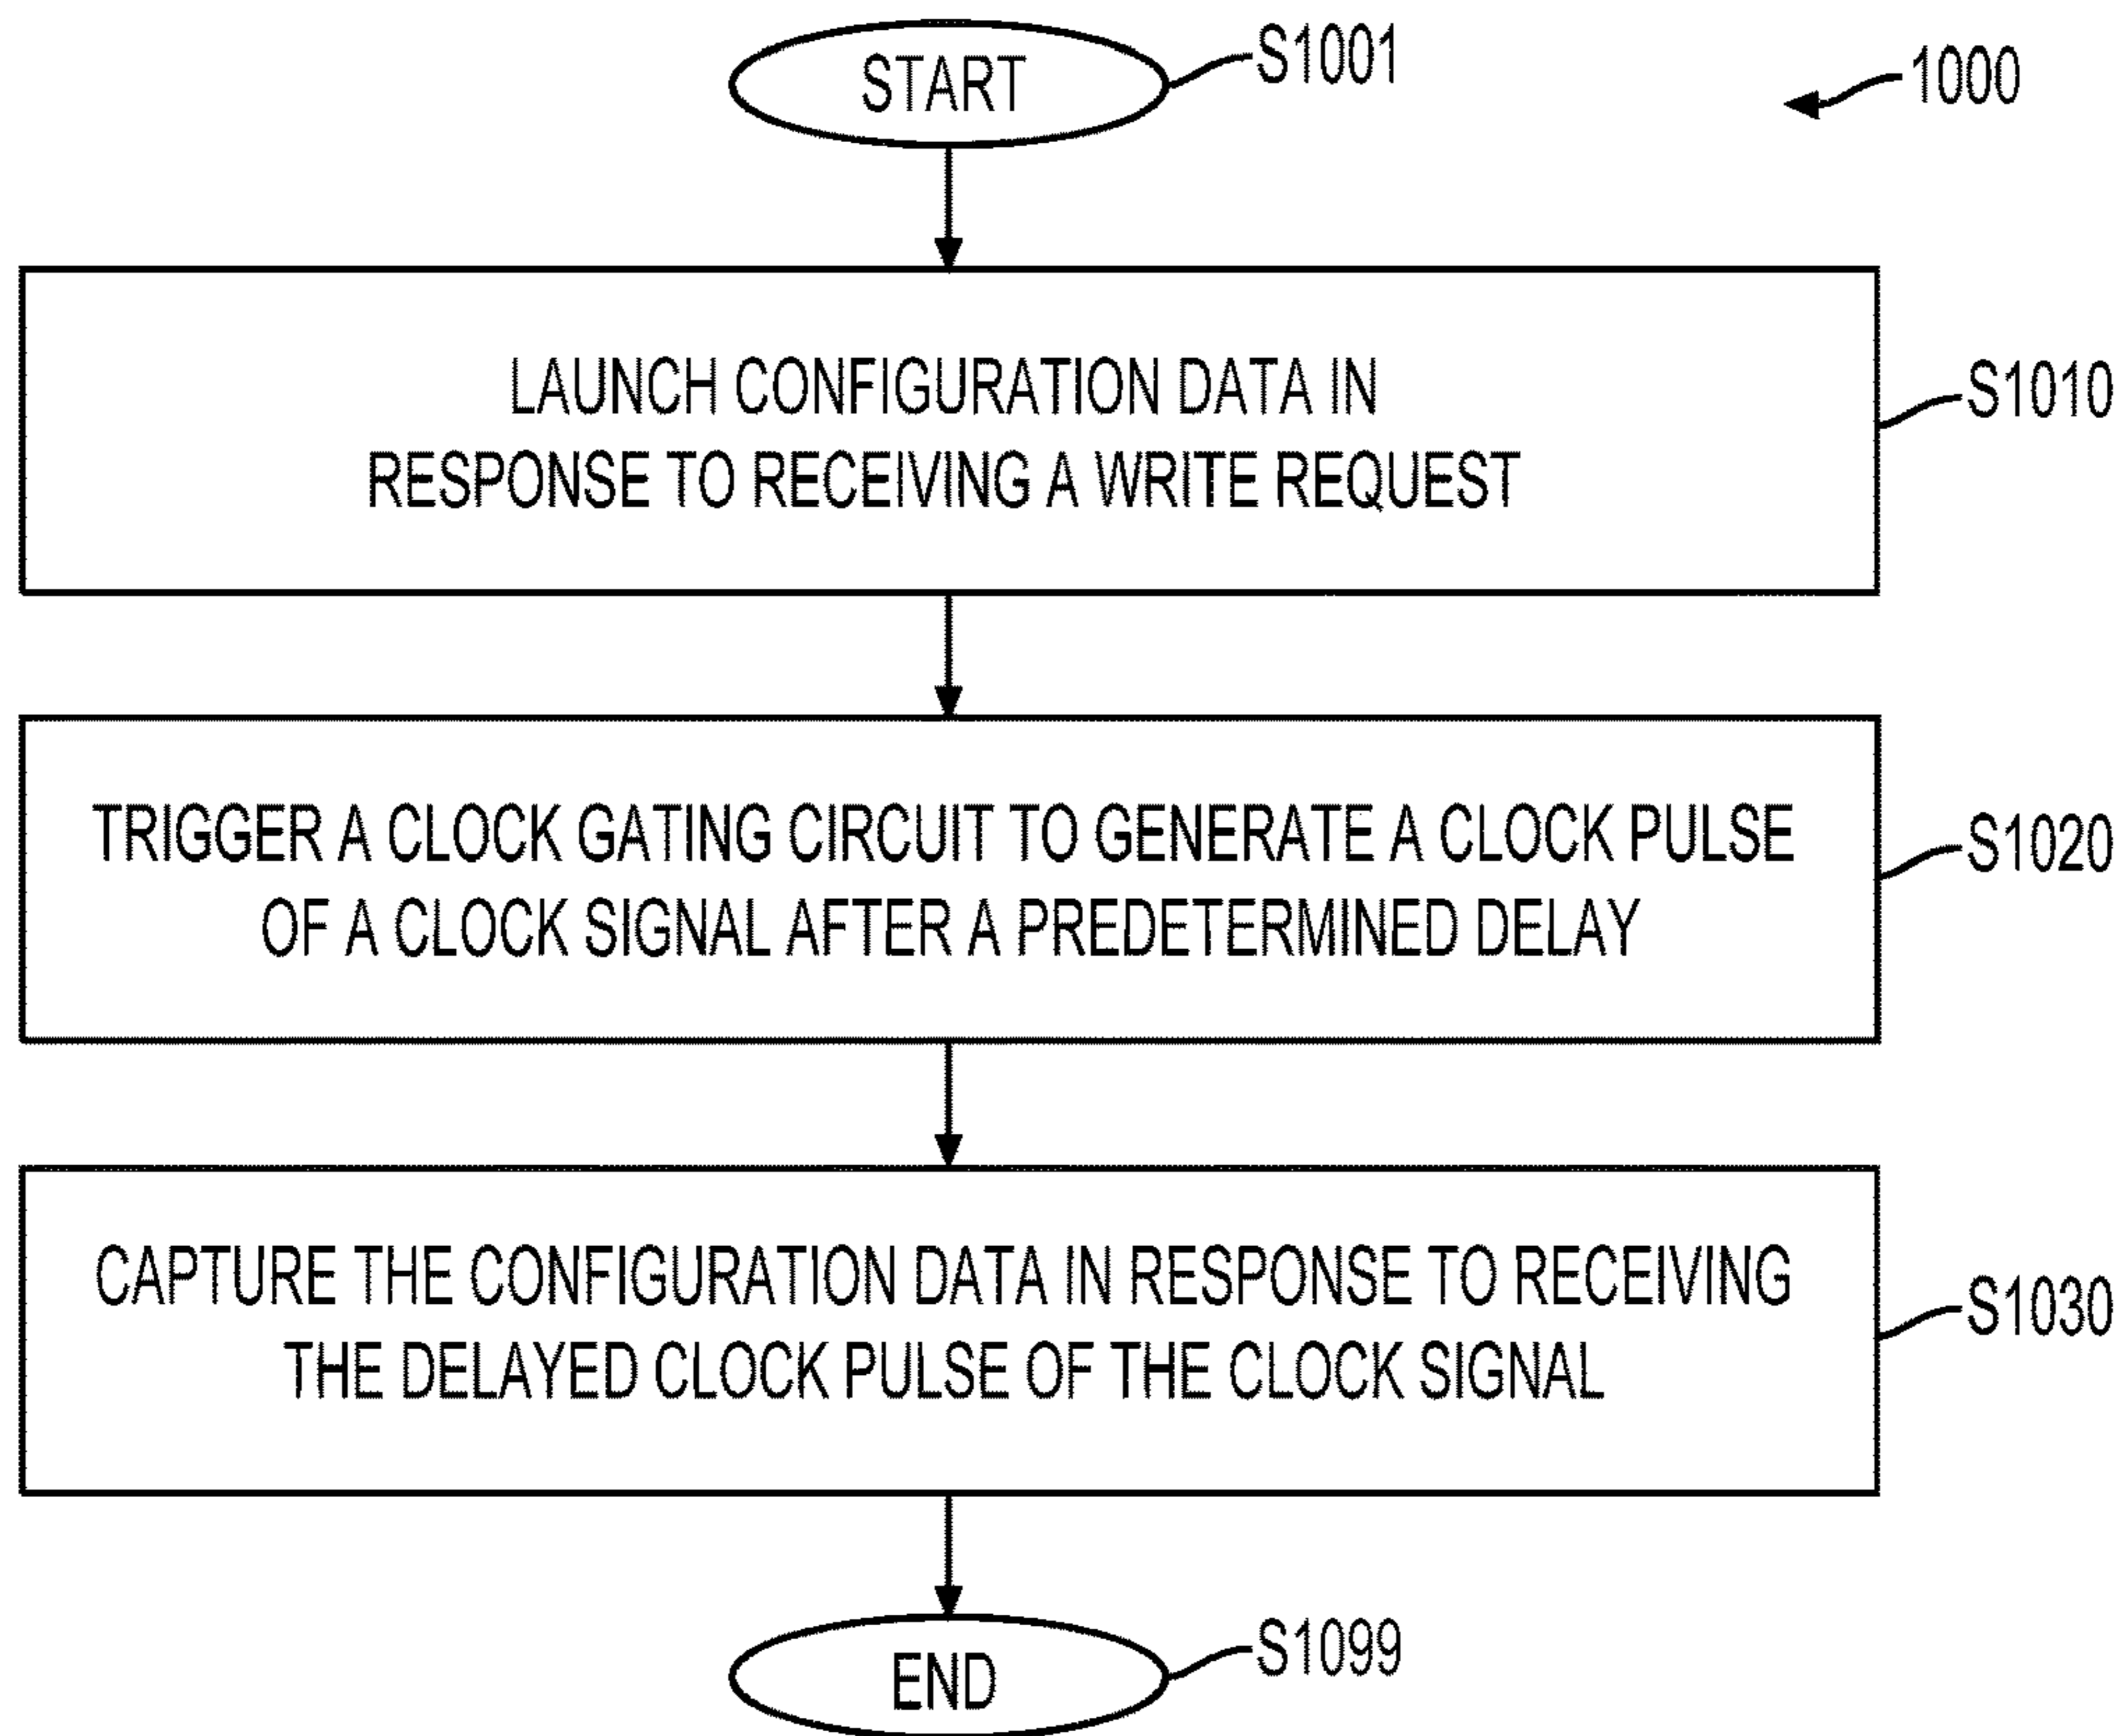 START
S1001
1000
LAUNCH CONFIGURATION DATA IN
RESPONSE TO RECEIVING A WRITE REQUEST
S1010
TRIGGER A CLOCK GATING CIRCUIT TO GENERATE A CLOCK PULSE
OF A CLOCK SIGNAL AFTER A PREDETERMINED DELAY
S1020
CAPTURE THE CONFIGURATION DATA IN RESPONSE TO RECEIVING
THE DELAYED CLOCK PULSE OF THE CLOCK SIGNAL
S1030
END
S1099